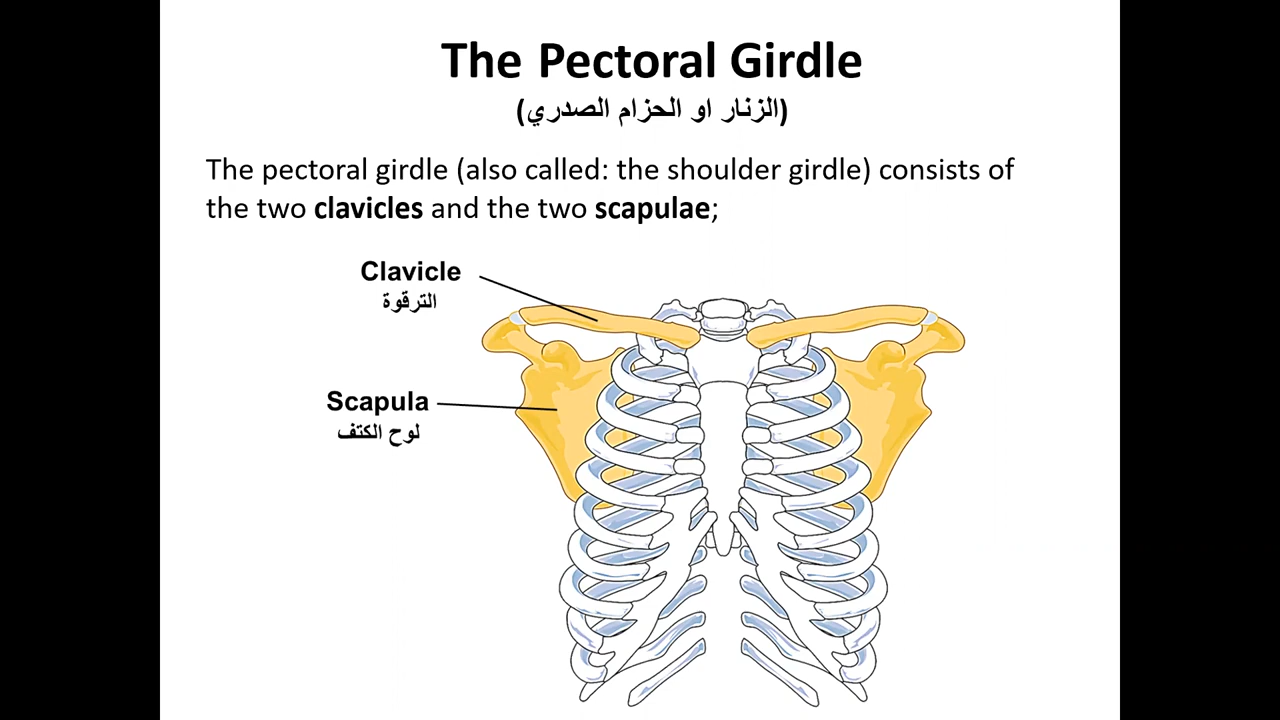 The Pectoral Girdle
(الزنار او الحزام الصدري)
The pectoral girdle (also called: the shoulder girdle) consists of
the two clavicles and the two scapulae;
Clavicle
الترقوة
Scapula
لوح الكتف